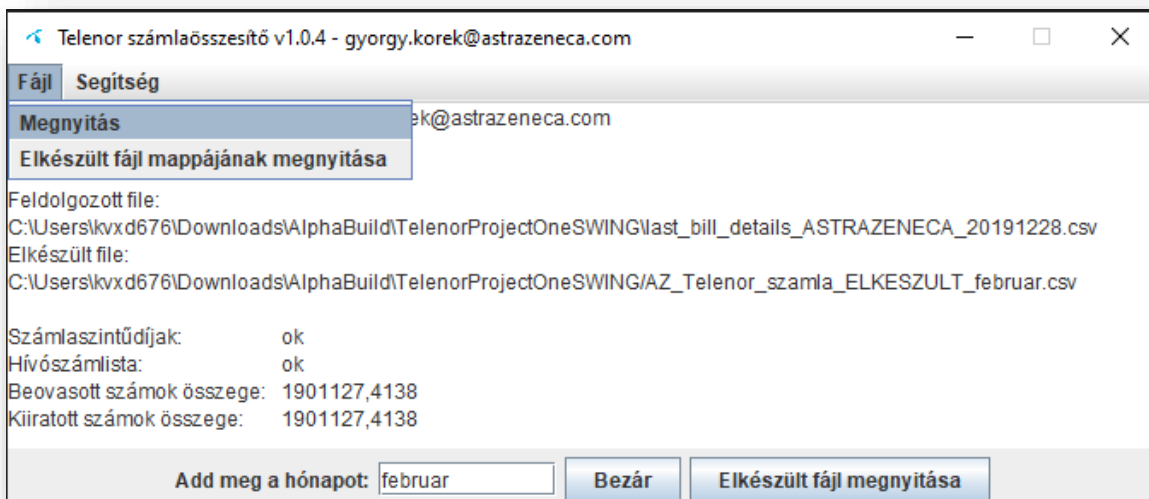 Telenor számlaösszesítő v1.0.4 - gyorgy.korek@astrazeneca.com
Fájl Segítség
Megnyitás ek@astrazeneca.com
Elkészült fájl mappájának megnyitása
Feldolgozott file:
C:\Users\kvxd676\Downloads\AlphaBuild\TelenorProjectOneSWING\last_bill_details_ASTRAZENECA_20191228.csv
Elkészült file:
C:\Users\kvxd676\Downloads\AlphaBuild\TelenorProjectOneSWING/AZ_Telenor_szamla_ELKESZULT_februar.csv
Számlaszintűdíjak: ok
Hívószámlista: ok
Beovasott számok összege: 1901127,4138
Kiiratott számok összege: 1901127,4138
Add meg a hónapot: februar Bezár Elkészült fájl megnyitása